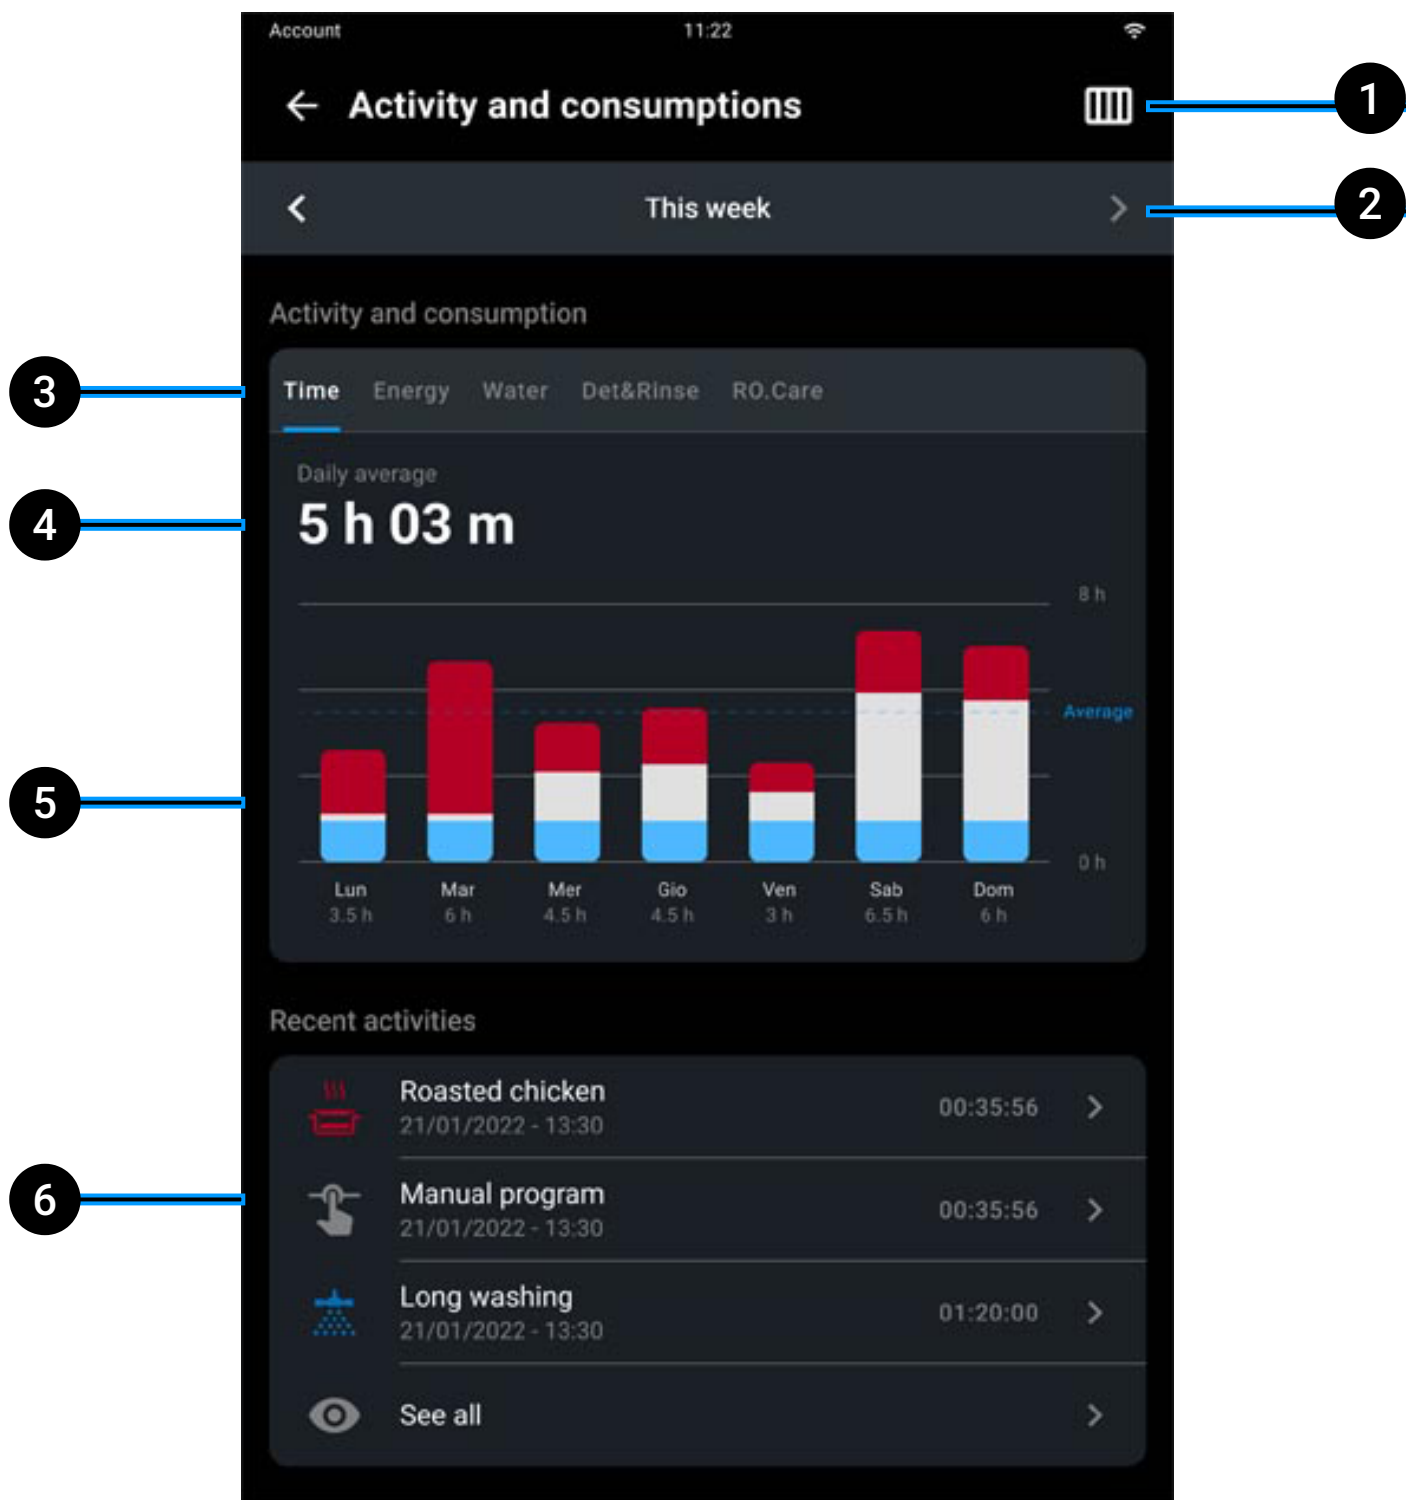 Account 11:22
Activity and consumptions
1
This week
2
Activity and consumption
3
Time Energy Water Det&Rinse RO.Care
Daily average
4
5 h 03 m
8 h
Average
5
0 h
Lun Mar Mer Gio Ven Sab Dom
3.5 h 6 h 4.5 h 4.5 h 3 h 6.5 h 6 h
Recent activities
Roasted chicken
21/01/2022 - 13:30
00:35:56
6
Manual program
21/01/2022 - 13:30
00:35:56
Long washing
21/01/2022 - 13:30
01:20:00
See all